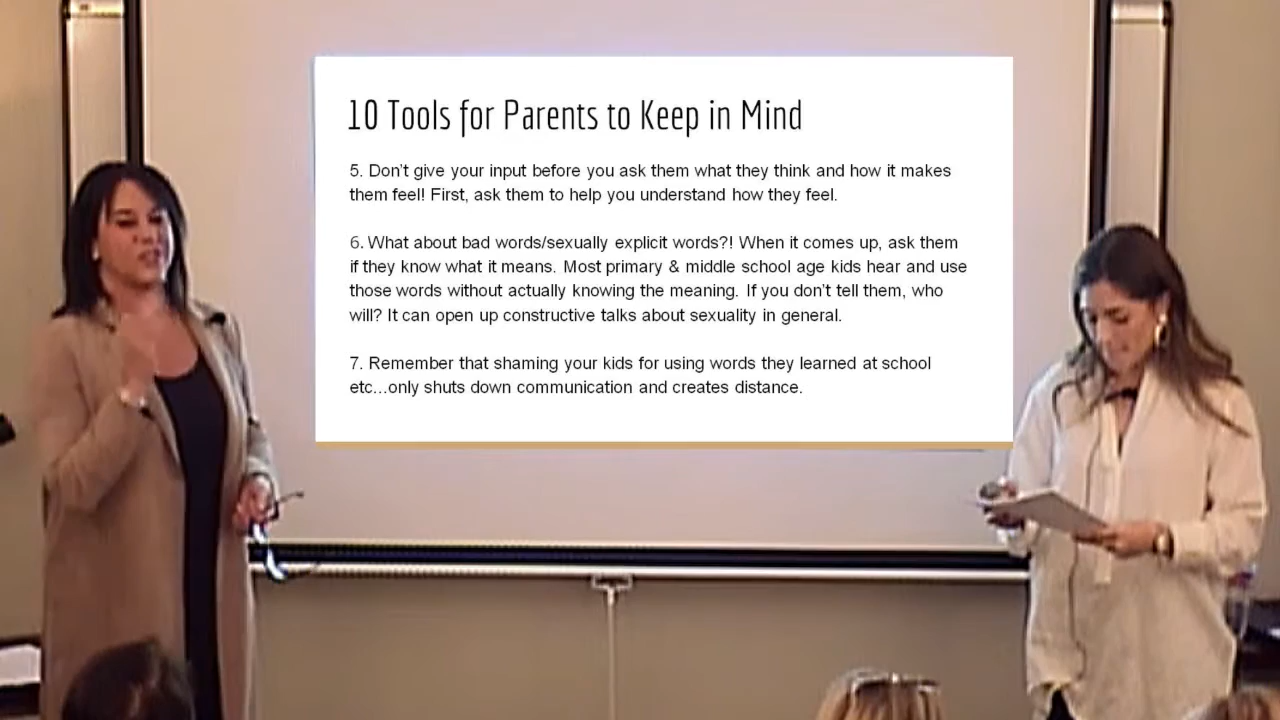 10 Tools for Parents to Keep in Mind
5. Don't give your input before you ask them what they think and how it makes
them feel! First, ask them to help you understand how they feel.
6. What about bad words/sexually explicit words?! When it comes up, ask them
if they know what it means. Most primary & middle school age kids hear and use
those words without actually knowing the meaning. If you don't tell them, who
will? It can open up constructive talks about sexuality in general.
7. Remember that shaming your kids for using words they learned at school
etc...only shuts down communication and creates distance.